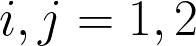 i, j = 1, 2